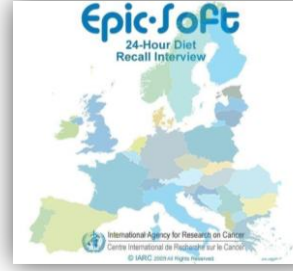 Epic-Soft
24-Hour Diet
Recall Interview
International Agency for Research on Cancer
Centre International de Recherche sur le Cancer
© IARC 2009 All Rights Reserved